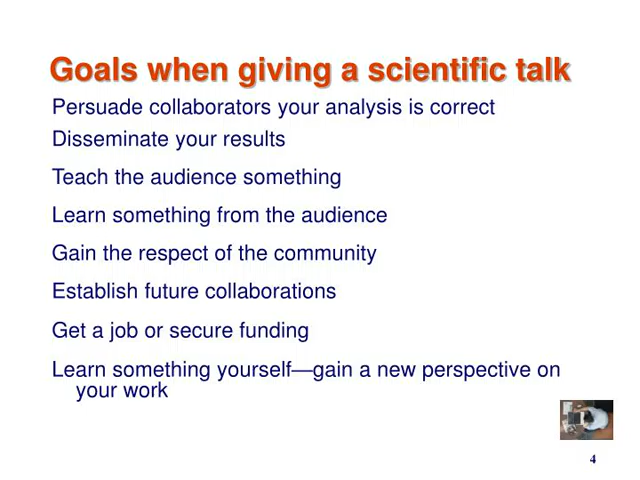 Goals when giving a scientific talk
Persuade collaborators your analysis is correct
Disseminate your results
Teach the audience something
Learn something from the audience
Gain the respect of the community
Establish future collaborations
Get a job or secure funding
Learn something yourself—gain a new perspective on
your work
4